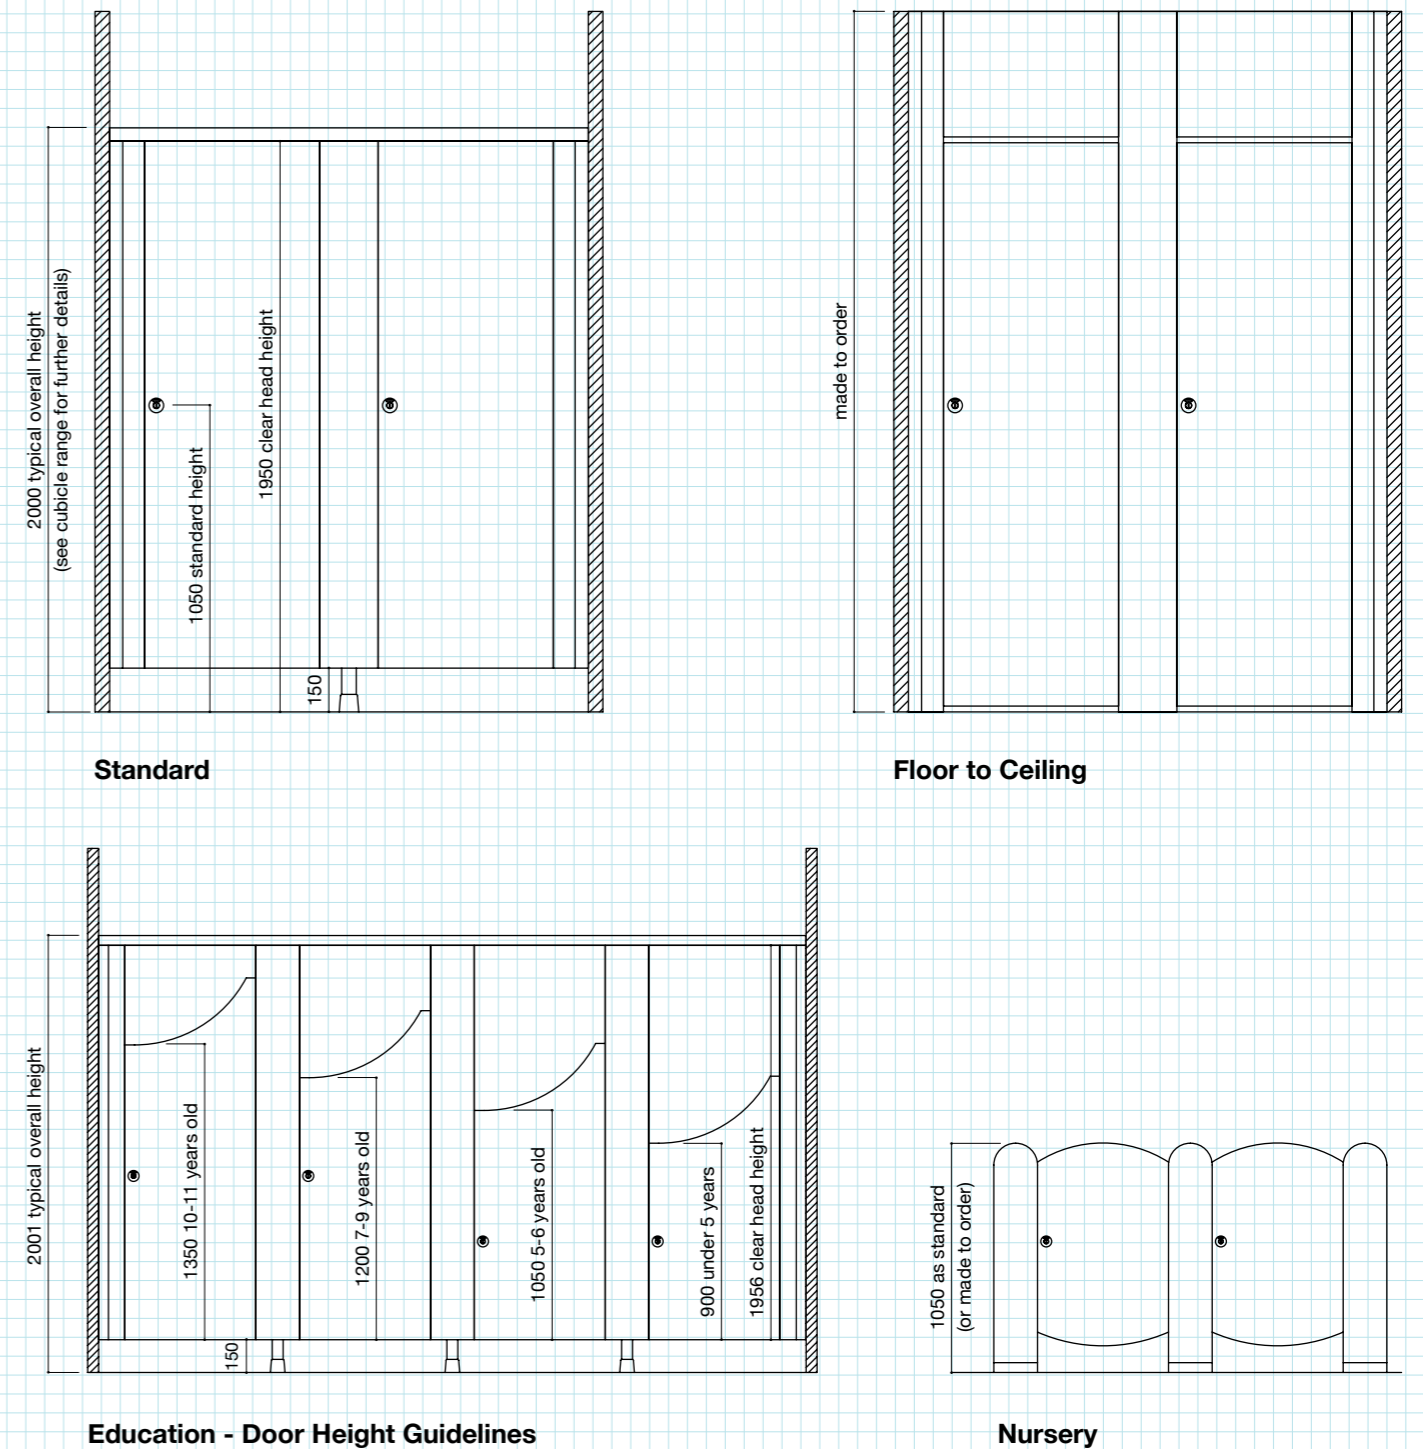 2000 typical overall height
(see cubicle range for further details)
1050 standard height
1950 clear head height
150
Standard
made to order
Floor to Ceiling
2001 typical overall height
1350 10-11 years old
150
1200 7-9 years old
1050 5-6 years old
900 under 5 years
1956 clear head height
Education - Door Height Guidelines
1050 as standard
(or made to order)
Nursery